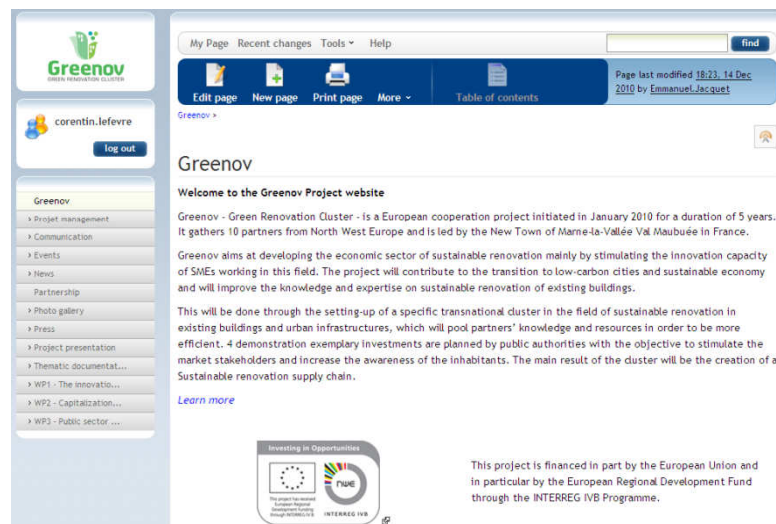 Greenov
GREEN RENOVATION CLUSTER
corentin.lefevre
log out
Greenov
› Projet management
› Communication
› Events
› News
Partnership
› Photo galery
› Press
› Project presentation
› Thematic documentat...
› WP1 - The innovatio...
› WP2 - Capitalization...
› WP3 - Public sector ...
My Page Recent changes Tools Help
find
Edit page New page Print page More Table of contents
Page last modified 18:23, 14 Dec
2010 by Emmanuel.Jacquet
Greenov >
Greenov
Welcome to the Greenov Project website
Greenov - Green Renovation Cluster - is a European cooperation project initiated in January 2010 for a duration of 5 years.
It gathers 10 partners from North West Europe and is led by the New Town of Marne-la-Vallée Val Maubuée in France.
Greenov aims at developing the economic sector of sustainable renovation mainly by stimulating the innovation capacity
of SMEs working in this field. The project will contribute to the transition to low-carbon cities and sustainable economy
and will improve the knowledge and expertise on sustainable renovation of existing buildings.
This will be done through the setting-up of a specific transnational cluster in the field of sustainable renovation in
existing buildings and urban infrastructures, which will pool partners' knowledge and resources in order to be more
efficient. 4 demonstration exemplary investments are planned by public authorities with the objective to stimulate the
market stakeholders and increase the awareness of the inhabitants. The main result of the cluster will be the creation of a
Sustainable renovation supply chain.
Learn more
Investing in Opportunities
nwe
This project has received
European Regional
Development Funding
through INTERREG IV B
INTERREG IVB
This project is financed in part by the European Union and
in particular by the European Regional Development Fund
through the INTERREG IVB Programme.